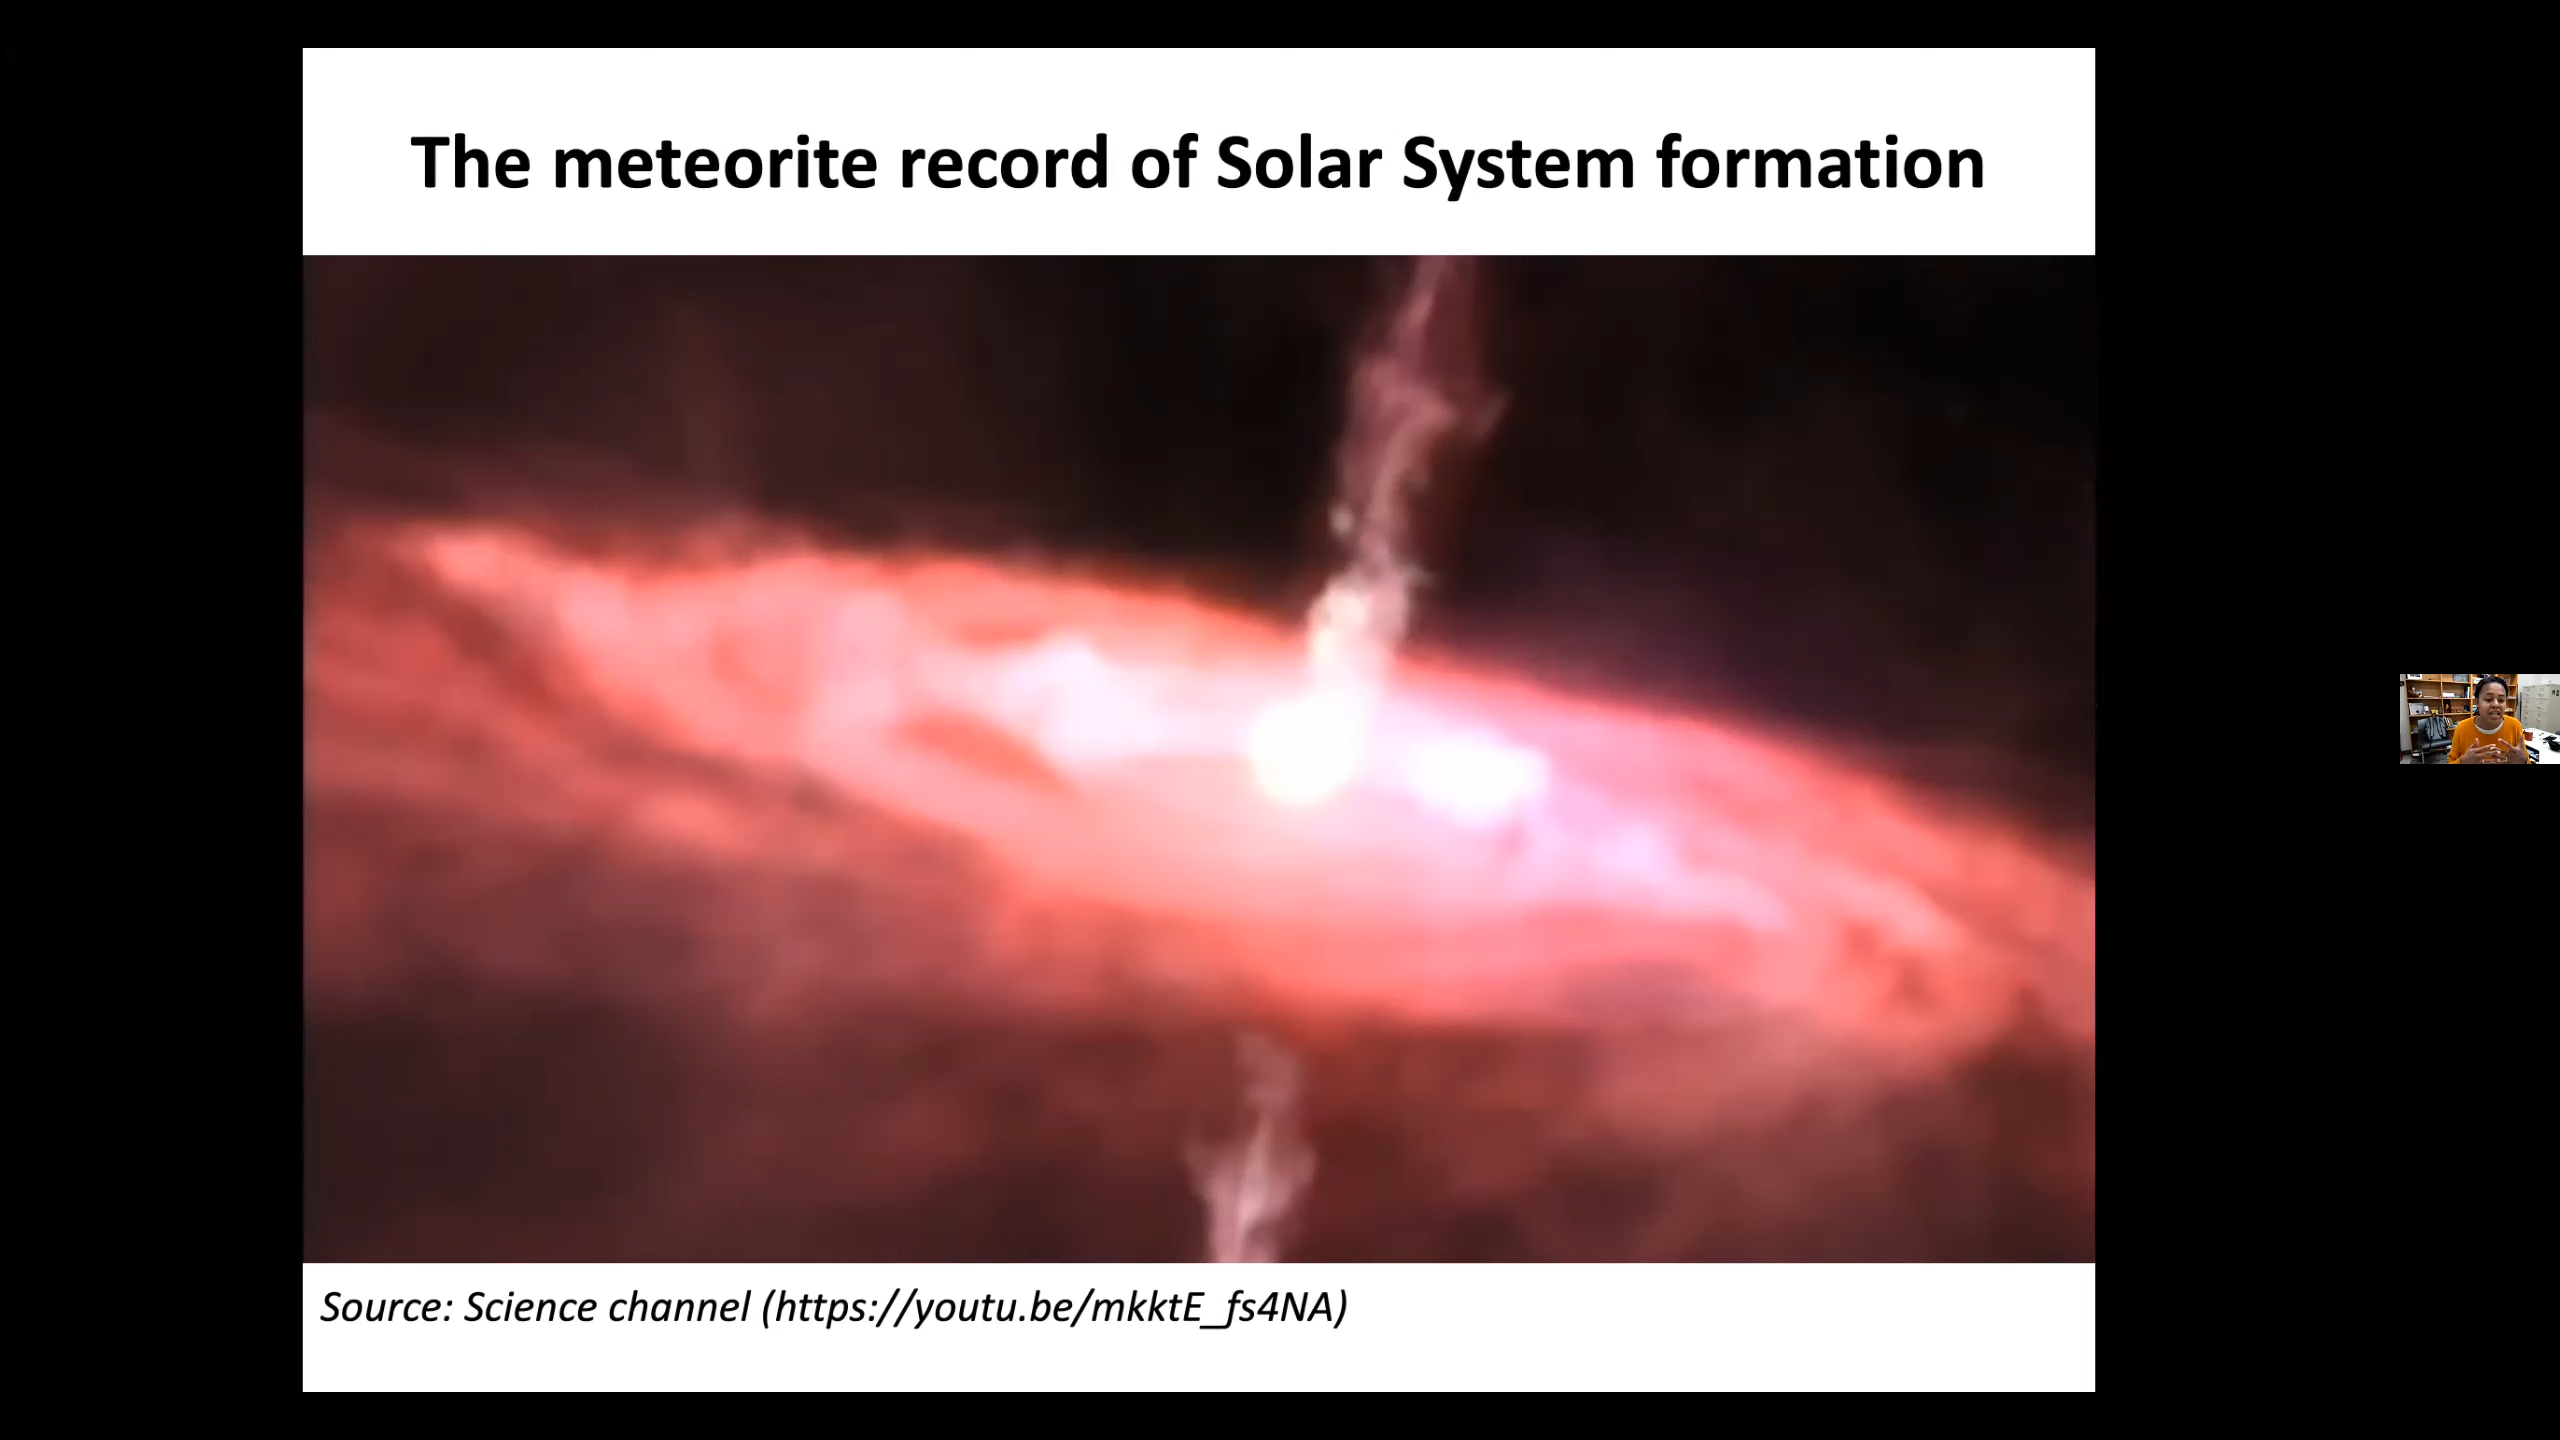 The meteorite record of Solar System formation
Source: Science channel (https://youtu.be/mkktE_fs4NA)